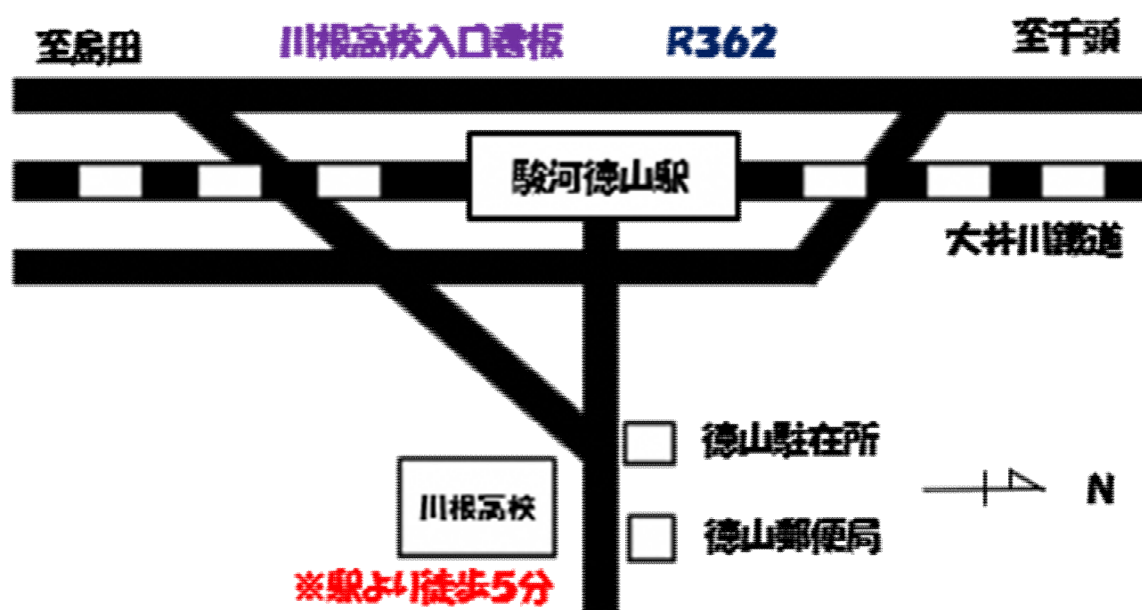 至島田
川根高校入口看板
R362
至千頭
駿河徳山駅
大井川鐵道
徳山駐在所
N
川根高校
徳山郵便局
※駅より徒歩5分